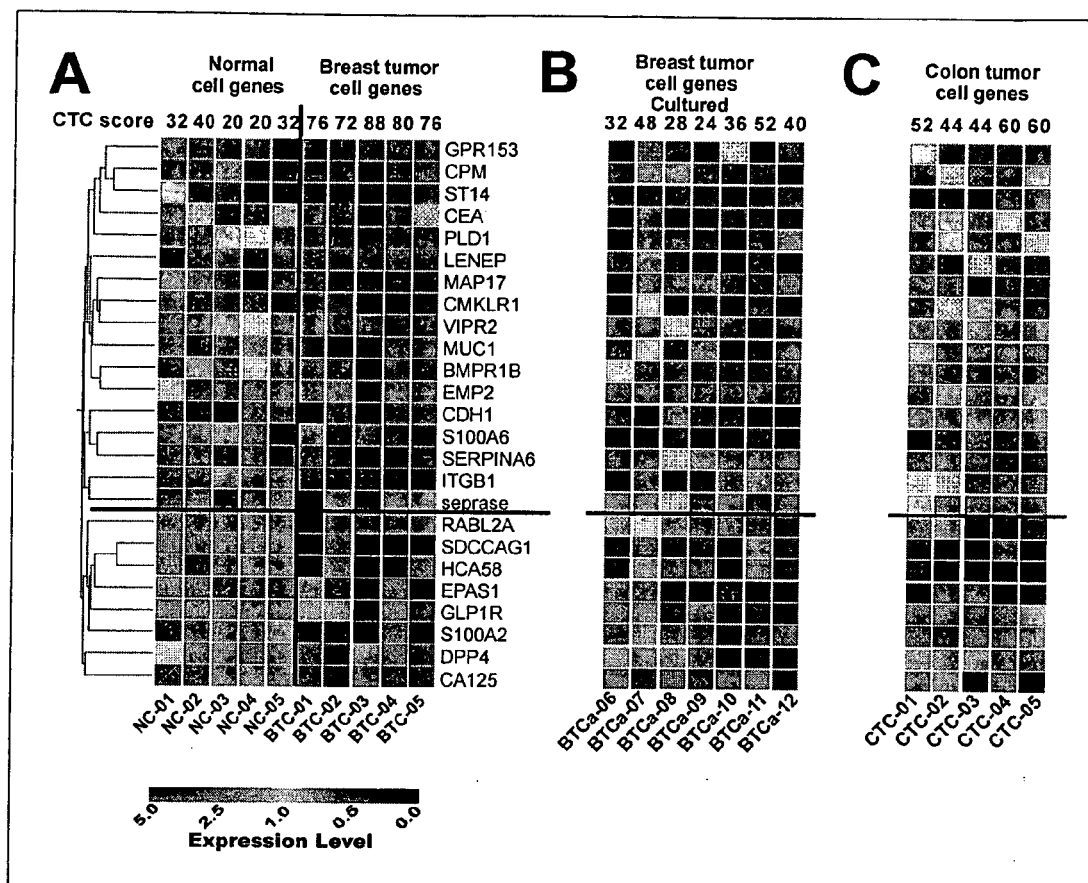 A
Normal
cell genes
Breast tumor
cell genes
CTC score 32 40 20 20 32 76 72 88 80 76
GPR153
CPM
ST14
CEA
PLD1
LENEP
MAP17
CMKLR1
VIPR2
MUC1
BMPR1B
EMP2
CDH1
S100A6
SERPINA6
ITGB1
seprase
RABL2A
SDCCAG1
HCA58
EPAS1
GLP1R
S100A2
DPP4
CA125
NC-01 NC-02 NC-03 NC-04 NC-05 BTC-01 BTC-02 BTC-03 BTC-04 BTC-05
5.0 2.5 1.0 0.5 0.0
Expression Level
B
Breast tumor
cell genes
Cultured
32 48 28 24 36 52 40
BTCa-06 BTCa-07 BTCa-08 BTCa-09 BTCa-10 BTCa-11 BTCa-12
C
Colon tumor
cell genes
52 44 44 60 60
CTC-01 CTC-02 CTC-03 CTC-04 CTC-05